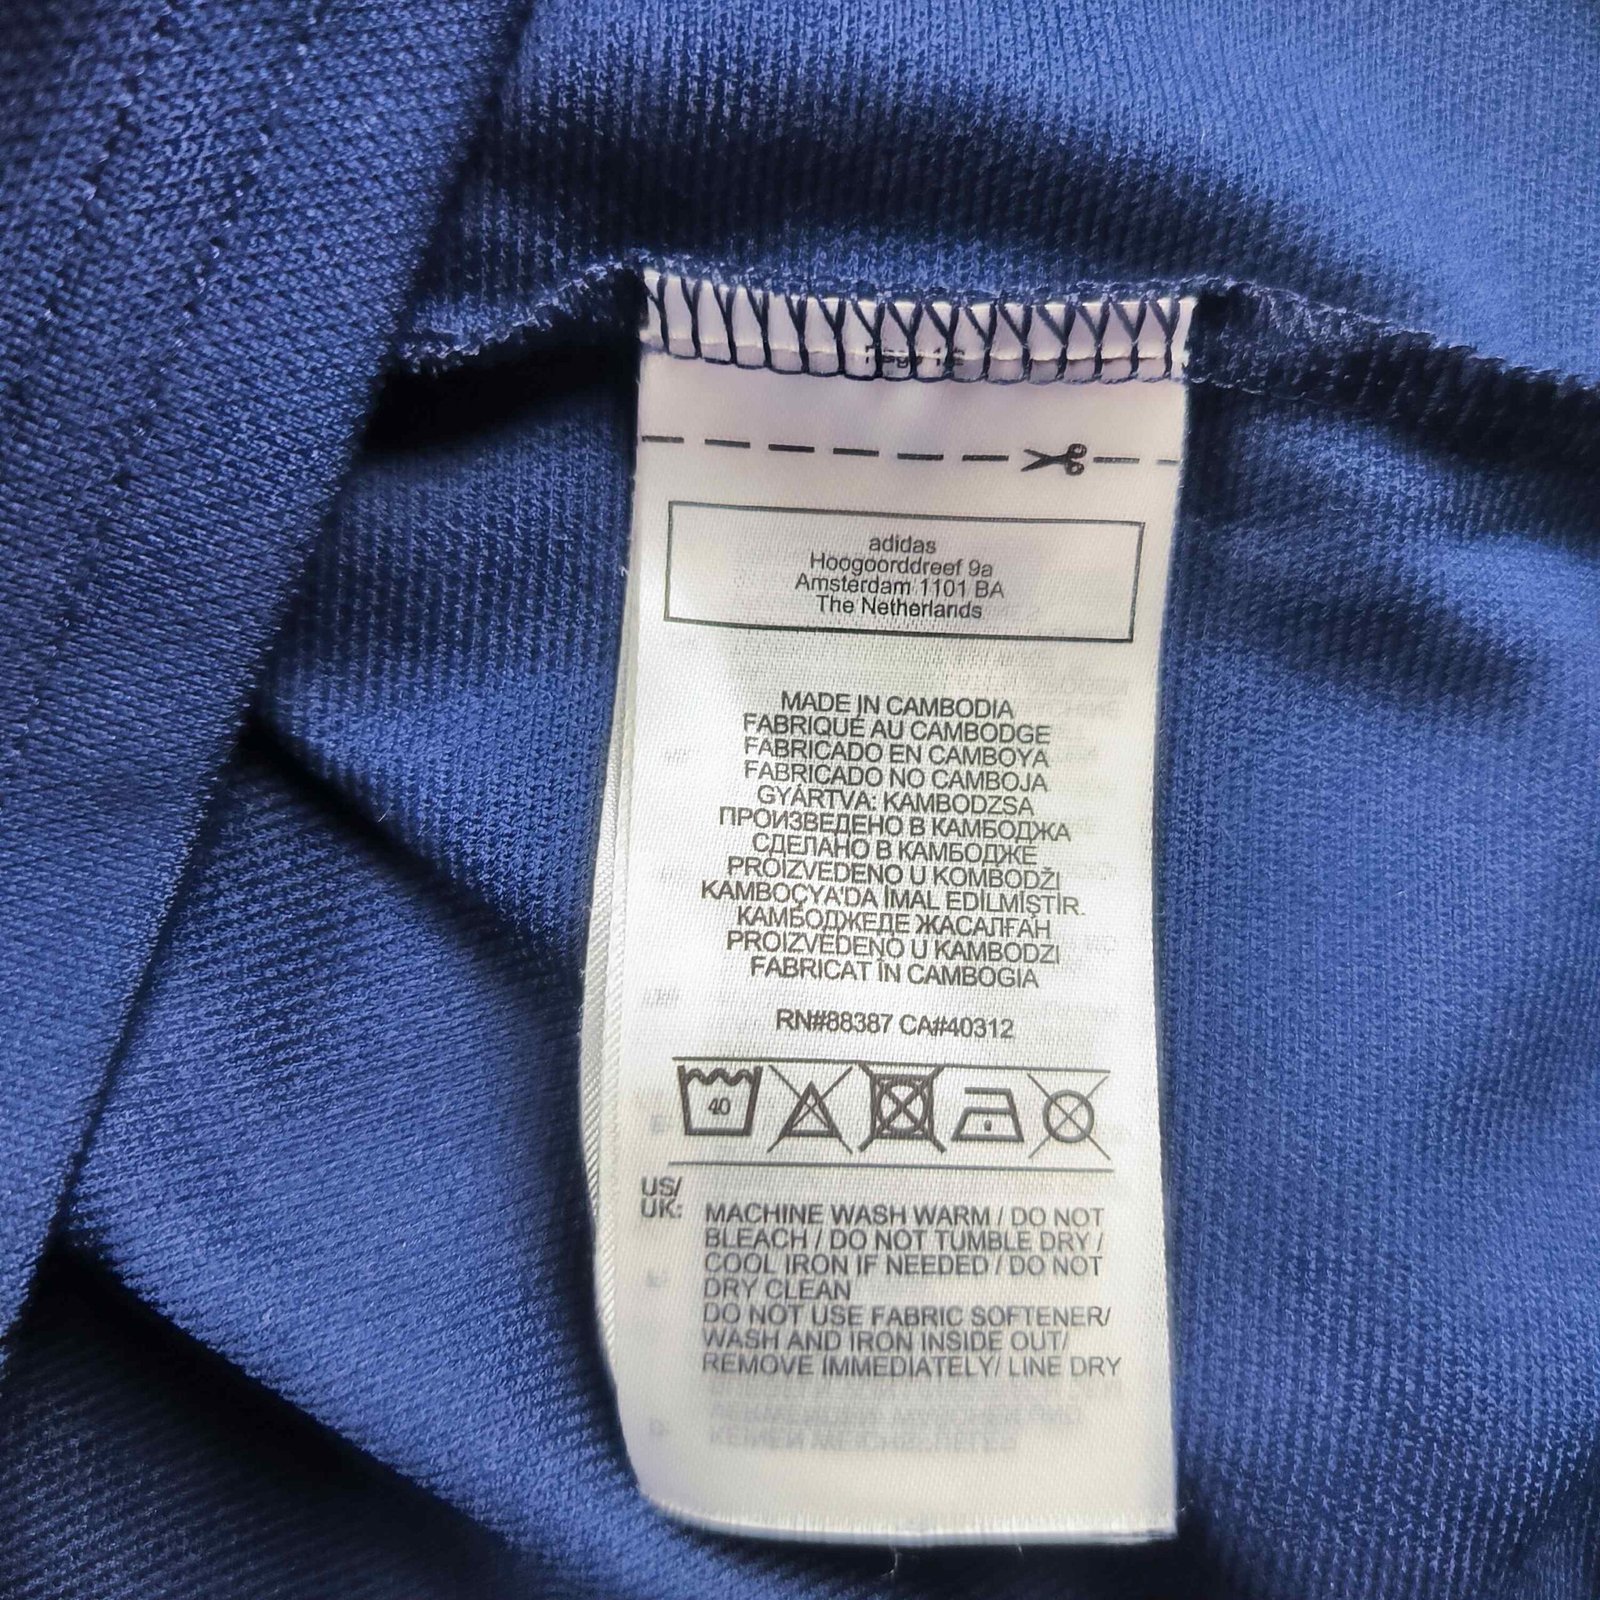 adidas
Hoogoorddreef 9a
Amsterdam 1101 BA
The Netherlands
MADE IN CAMBODIA
FABRIQUÉ AU CAMBODGE
FABRICADO EN CAMBOYA
FABRICADO NO CAMBOJA
GYÁRTVA: KAMBODZSA
ПРОИЗВЕДЕНО В КАМБОДЖА
СДЕЛАНО В КАМБОДЖЕ
PROIZVEDENO U KOMBODŽI
KAMBOÇYA'DA İMAL EDİLMİŞTİR.
КАМБОДЖЕДЕ ЖАСАЛҒАН
PROIZVEDENO U KAMBODZI
FABRICAT ÎN CAMBOGIA
RN#88387 CA#40312
40
US/
UK:
MACHINE WASH WARM / DO NOT
BLEACH / DO NOT TUMBLE DRY /
COOL IRON IF NEEDED / DO NOT
DRY CLEAN
DO NOT USE FABRIC SOFTENER/
WASH AND IRON INSIDE OUT/
REMOVE IMMEDIATELY/ LINE DRY